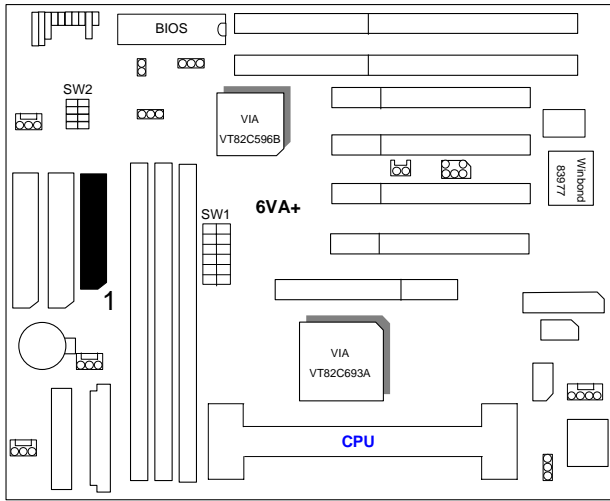 BIOS
SW2
VIA
VT82C596B
Winbond
83977
6VA+
SW1
1
VIA
VT82C693A
CPU